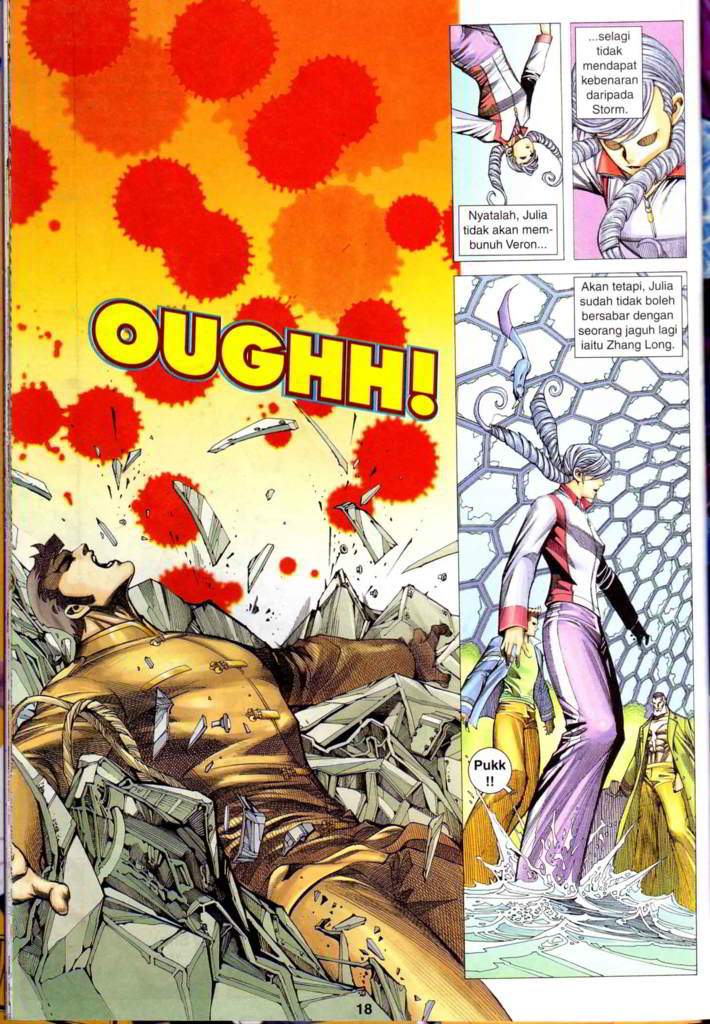 OUGHH!
Nyatalah, Julia
tidak akan mem-
bunuh Veron...
...selagi
tidak
mendapat
kebenaran
daripada
Storm.
Akan tetapi, Julia
sudah tidak boleh
bersabar dengan
seorang jaguh lagi
iaitu Zhang Long.
Pukk
!!
18